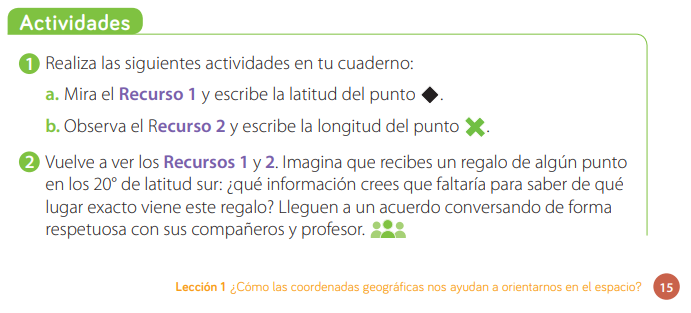 Actividades
1 Realiza las siguientes actividades en tu cuaderno:
a. Mira el Recurso 1 y escribe la latitud del punto ◆.
b. Observa el Recurso 2 y escribe la longitud del punto ✖.
2 Vuelve a ver los Recursos 1 y 2. Imagina que recibes un regalo de algún punto
en los 20° de latitud sur: ¿qué información crees que faltaría para saber de qué
lugar exacto viene este regalo? Lleguen a un acuerdo conversando de forma
respetuosa con sus compañeros y profesor.
Lección 1 ¿Cómo las coordenadas geográficas nos ayudan a orientarnos en el espacio? 15